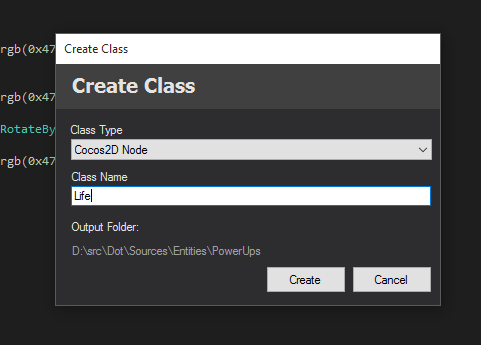 Create Class
rgb(0x47
Create Class
rgb(0x47
Class Type
RotateBy
Cocos2D Node
rgb(0x47
Class Name
Life
Output Folder:
D:\src\Dot\Sources\Entities\PowerUps
Create Cancel